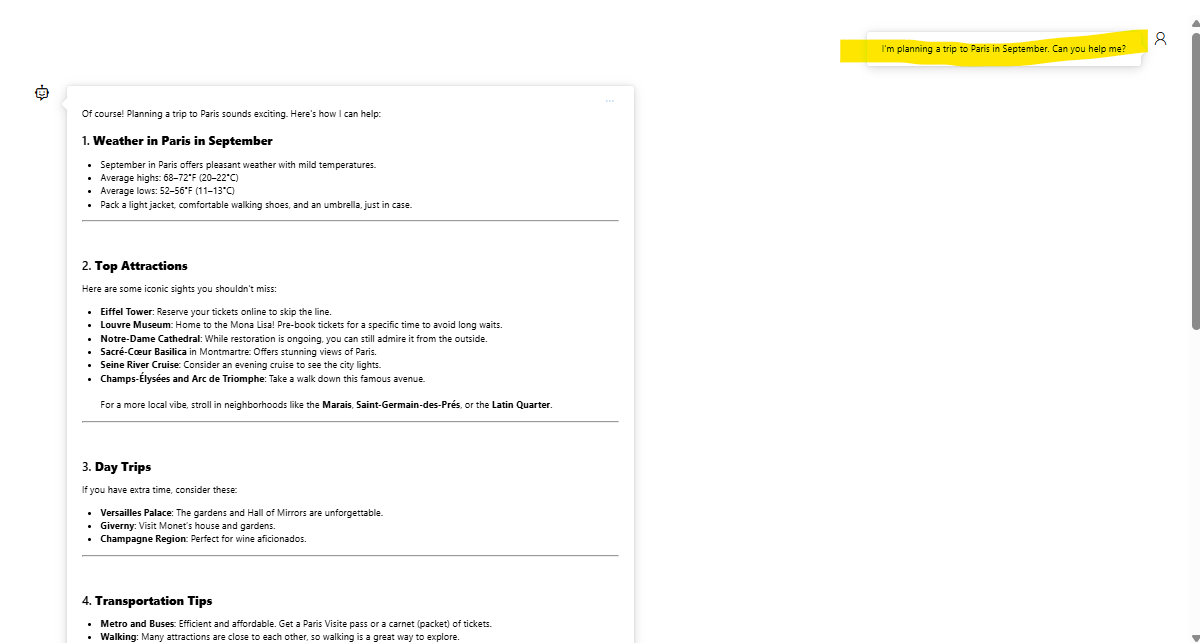 I'm planning a trip to Paris in September. Can you help me?
...
Of course! Planning a trip to Paris sounds exciting. Here's how I can help:
1. Weather in Paris in September
• September in Paris offers pleasant weather with mild temperatures.
• Average highs: 68–72°F (20–22°C)
• Average lows: 52–56°F (11–13°C)
• Pack a light jacket, comfortable walking shoes, and an umbrella, just in case.
2. Top Attractions
Here are some iconic sights you shouldn't miss:
• Eiffel Tower: Reserve your tickets online to skip the line.
• Louvre Museum: Home to the Mona Lisa! Pre-book tickets for a specific time to avoid long waits.
• Notre-Dame Cathedral: While restoration is ongoing, you can still admire it from the outside.
• Sacré-Cœur Basilica in Montmartre: Offers stunning views of Paris.
• Seine River Cruise: Consider an evening cruise to see the city lights.
• Champs-Élysées and Arc de Triomphe: Take a walk down this famous avenue.
For a more local vibe, stroll in neighborhoods like the Marais, Saint-Germain-des-Prés, or the Latin Quarter.
3. Day Trips
If you have extra time, consider these:
• Versailles Palace: The gardens and Hall of Mirrors are unforgettable.
• Giverny: Visit Monet's house and gardens.
• Champagne Region: Perfect for wine aficionados.
4. Transportation Tips
• Metro and Buses: Efficient and affordable. Get a Paris Visite pass or a carnet (packet) of tickets.
• Walking: Many attractions are close to each other, so walking is a great way to explore.